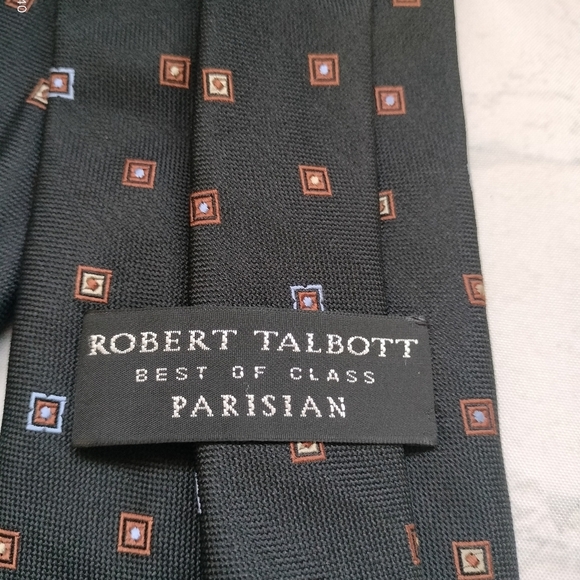 ROBERT TALBOTT
BEST OF CLASS
PARISIAN